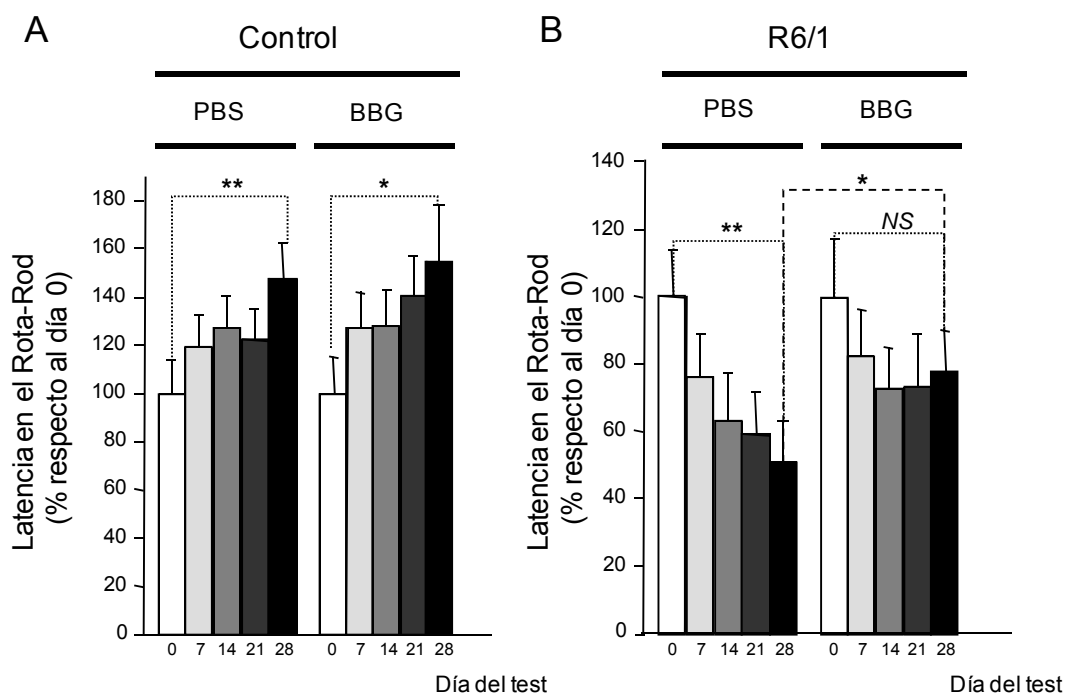 A
Control
PBS
BBG
Latencia en el Rota-Rod
(% respecto al día 0)
180
160
140
120
100
80
60
40
20
0
**
*
0 7 14 21 28 0 7 14 21 28
Día del test
B
R6/1
PBS
BBG
Latencia en el Rota-Rod
(% respecto al día 0)
140
120
100
80
60
40
20
0
**
*
NS
0 7 14 21 28 0 7 14 21 28
Día del test